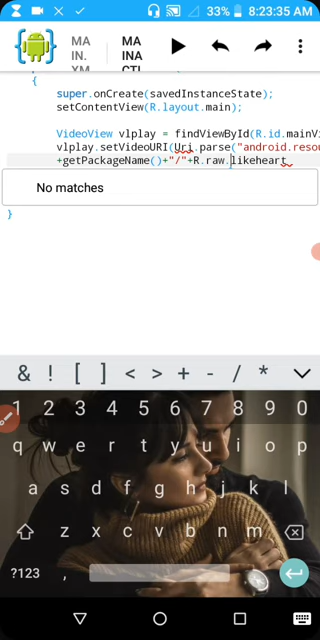 33% 8:23:35 AM
MA
IN.
XM
MA
INA
CTI
{
super.onCreate(savedInstanceState);
setContentView(R.layout.main);
VideoView vlplay = findViewById(R.id.mainVi
vlplay.setVideoURI(Uri.parse("android.resou
+getPackageName()+"/"+R.raw.likeheart
No matches
}
& ! [ ] < > + - / *
1 2 3 4 5 6 7 8 9 0
q w e r t y u i o p
a s d f g h j k l
z x c v b n m
?123 , .